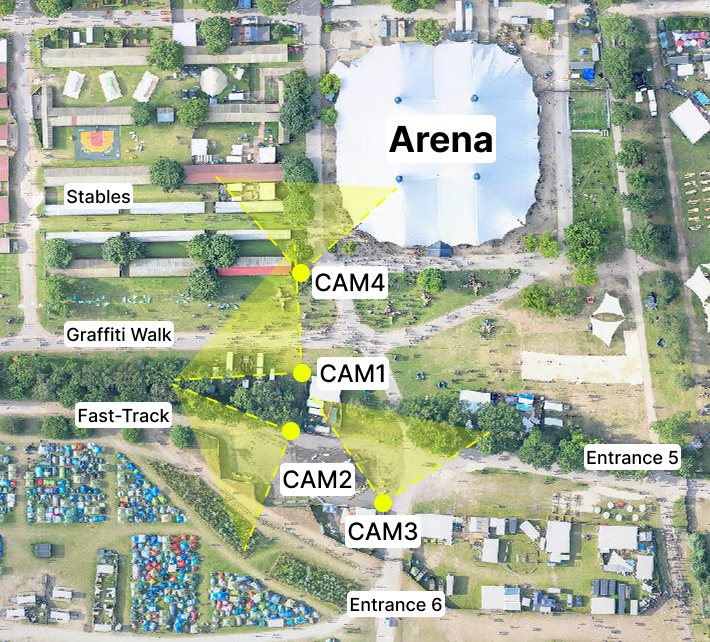 Arena
Stables
CAM4
Graffiti Walk
CAM1
Fast-Track
Entrance 5
CAM2
CAM3
Entrance 6